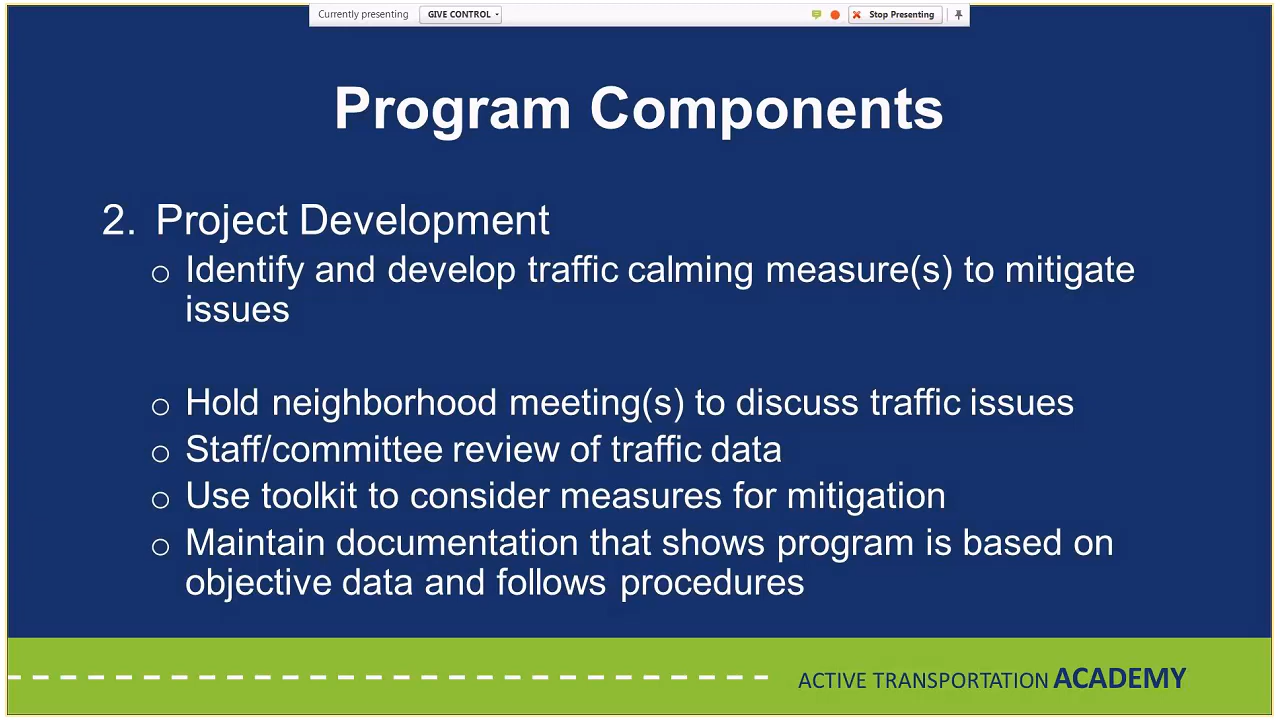 Currently presenting GIVE CONTROL Stop Presenting
Program Components
2. Project Development
o Identify and develop traffic calming measure(s) to mitigate
issues
o Hold neighborhood meeting(s) to discuss traffic issues
o Staff/committee review of traffic data
o Use toolkit to consider measures for mitigation
o Maintain documentation that shows program is based on
objective data and follows procedures
ACTIVE TRANSPORTATION ACADEMY